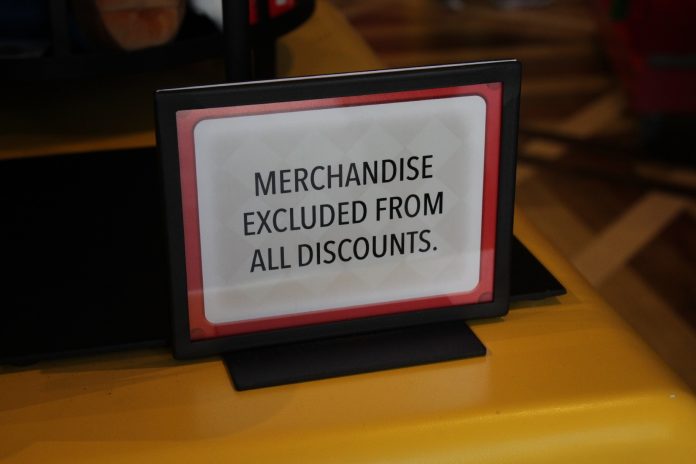 MERCHANDISE
EXCLUDED FROM
ALL DISCOUNTS.